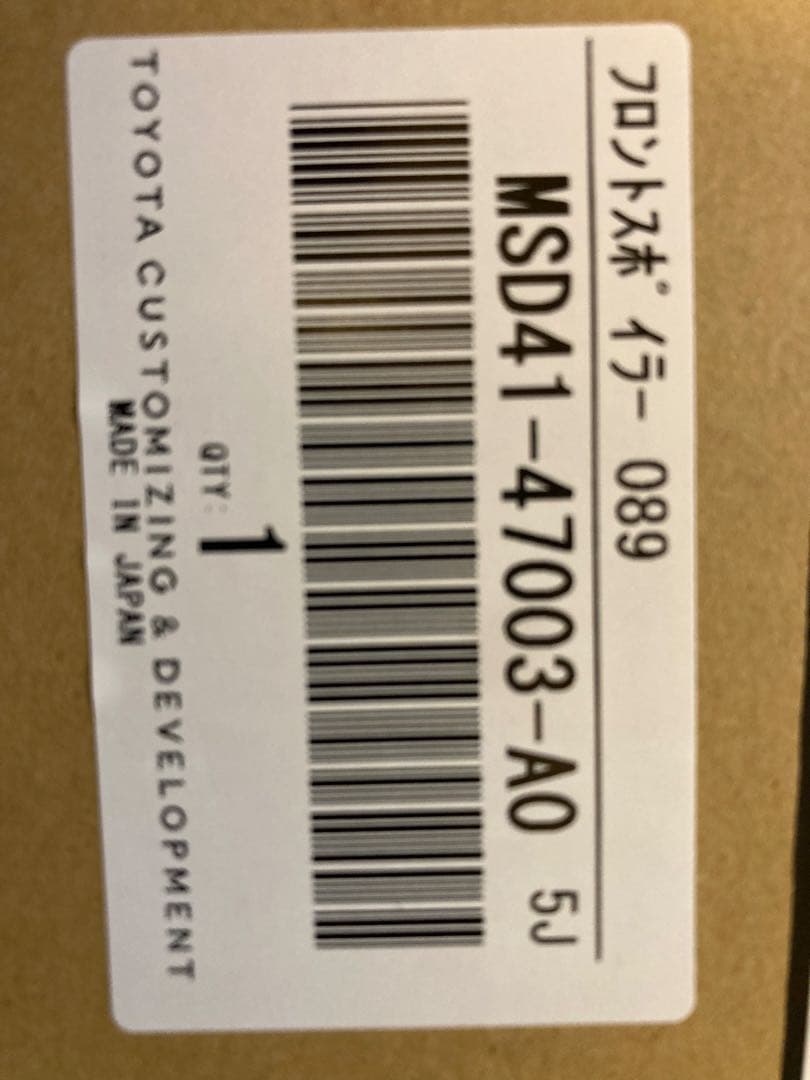 フロントスポイラー 089
MSD41-47003-A0 5J
QTY: 1
TOYOTA CUSTOMIZING & DEVELOPMENT
MADE IN JAPAN